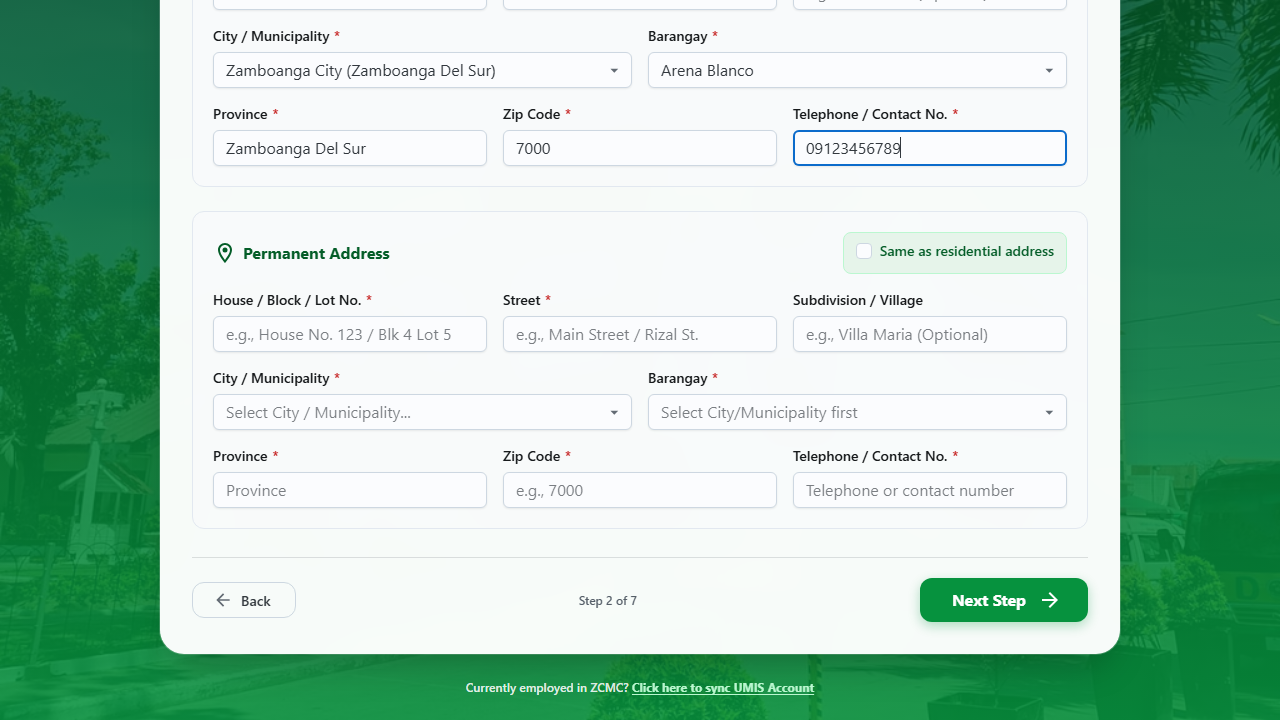 City / Municipality *
Barangay *
Zamboanga City (Zamboanga Del Sur)
Arena Blanco
Province *
Zip Code *
Telephone / Contact No. *
Zamboanga Del Sur
7000
09123456789
Permanent Address
Same as residential address
House / Block / Lot No. *
Street *
Subdivision / Village
e.g., House No. 123 / Blk 4 Lot 5
e.g., Main Street / Rizal St.
e.g., Villa Maria (Optional)
City / Municipality *
Barangay *
Select City / Municipality...
Select City/Municipality first
Province *
Zip Code *
Telephone / Contact No. *
Province
e.g., 7000
Telephone or contact number
Back
Step 2 of 7
Next Step
Currently employed in ZCMC? Click here to sync UMIS Account